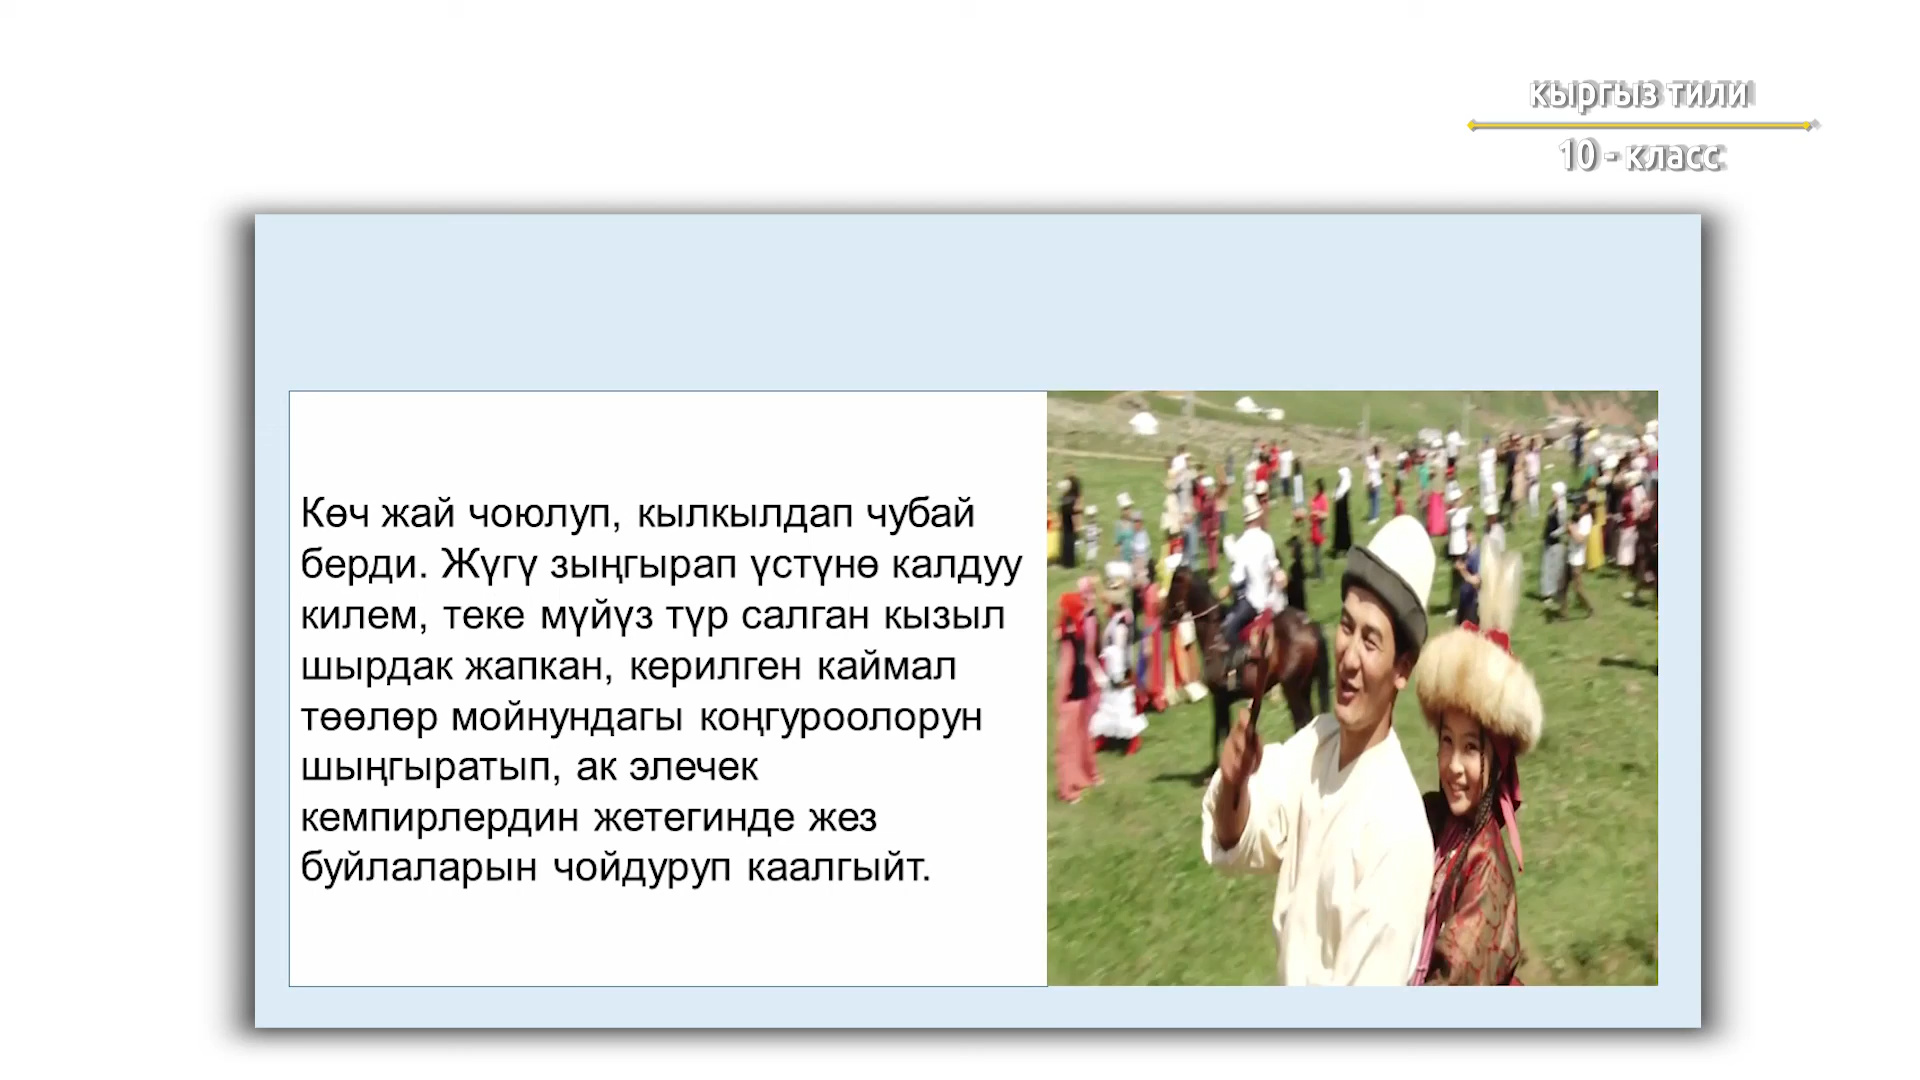 кыргыз тили
10 - класс
Көч жай чоюлуп, кылкылдап чубай
берди. Жүгү зыңгырап үстүнө калдуу
килем, теке мүйүз түр салган кызыл
шырдак жапкан, керилген каймал
төөлөр мойнундагы коңгуроолорун
шыңгыратып, ак элечек
кемпирлердин жетегинде жез
буйлаларын чойдуруп каалгыйт.